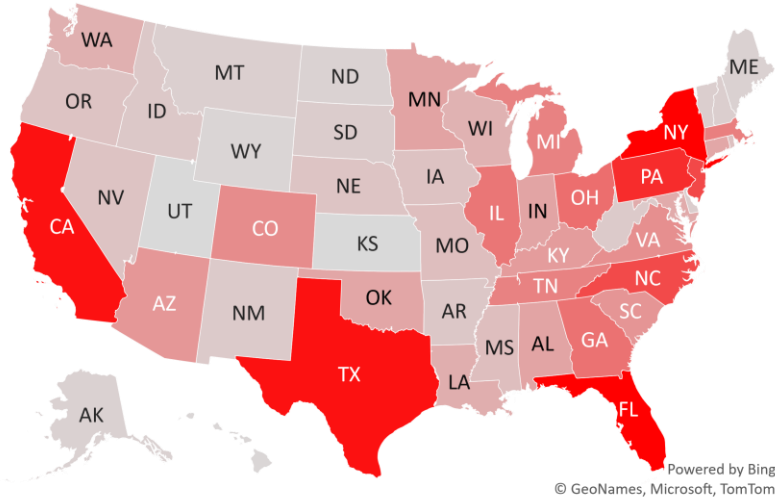 WA
MT
ND
ME
OR
ID
SD
MN
WI
MI
NY
WY
NE
IA
PA
NV
UT
CO
KS
MO
IL
IN
OH
CA
KY
VA
AZ
NM
OK
AR
TN
NC
SC
TX
LA
MS
AL
GA
FL
AK
Powered by Bing
© GeoNames, Microsoft, TomTom